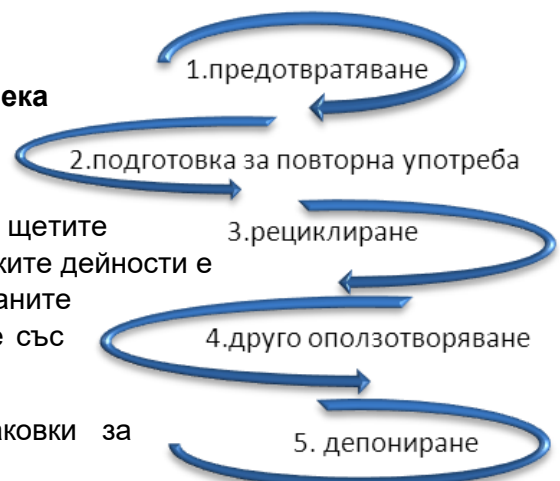 1.предотвратяване
ека
2.подготовка за повторна употреба
щетите
3.рециклиране
ките дейности е
аните
4.друго оползотворяване
е със
аковки за
5. депониране